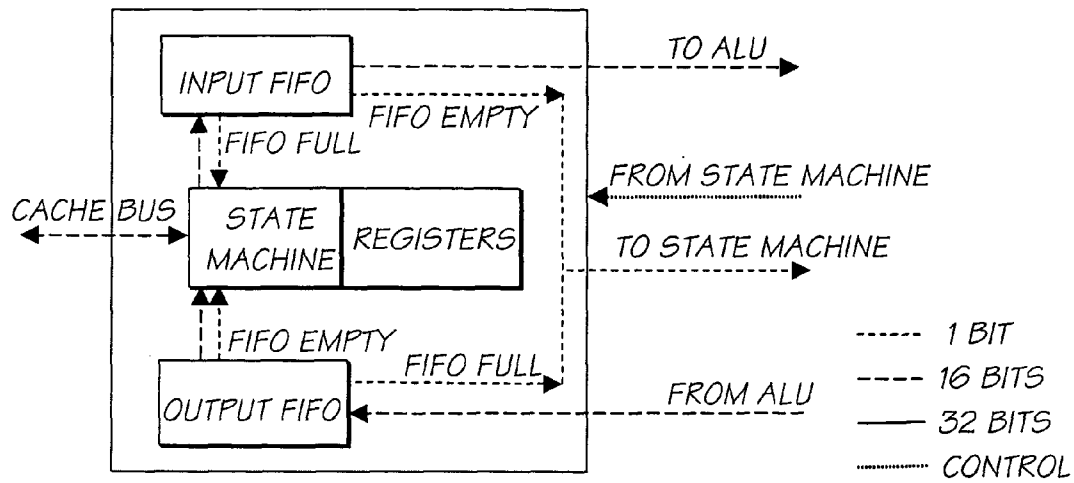 INPUT FIFO
TO ALU
FIFO EMPTY
FIFO FULL
FROM STATE MACHINE
CACHE BUS
STATE
MACHINE
REGISTERS
TO STATE MACHINE
FIFO EMPTY
FIFO FULL
OUTPUT FIFO
FROM ALU
1 BIT
16 BITS
32 BITS
CONTROL